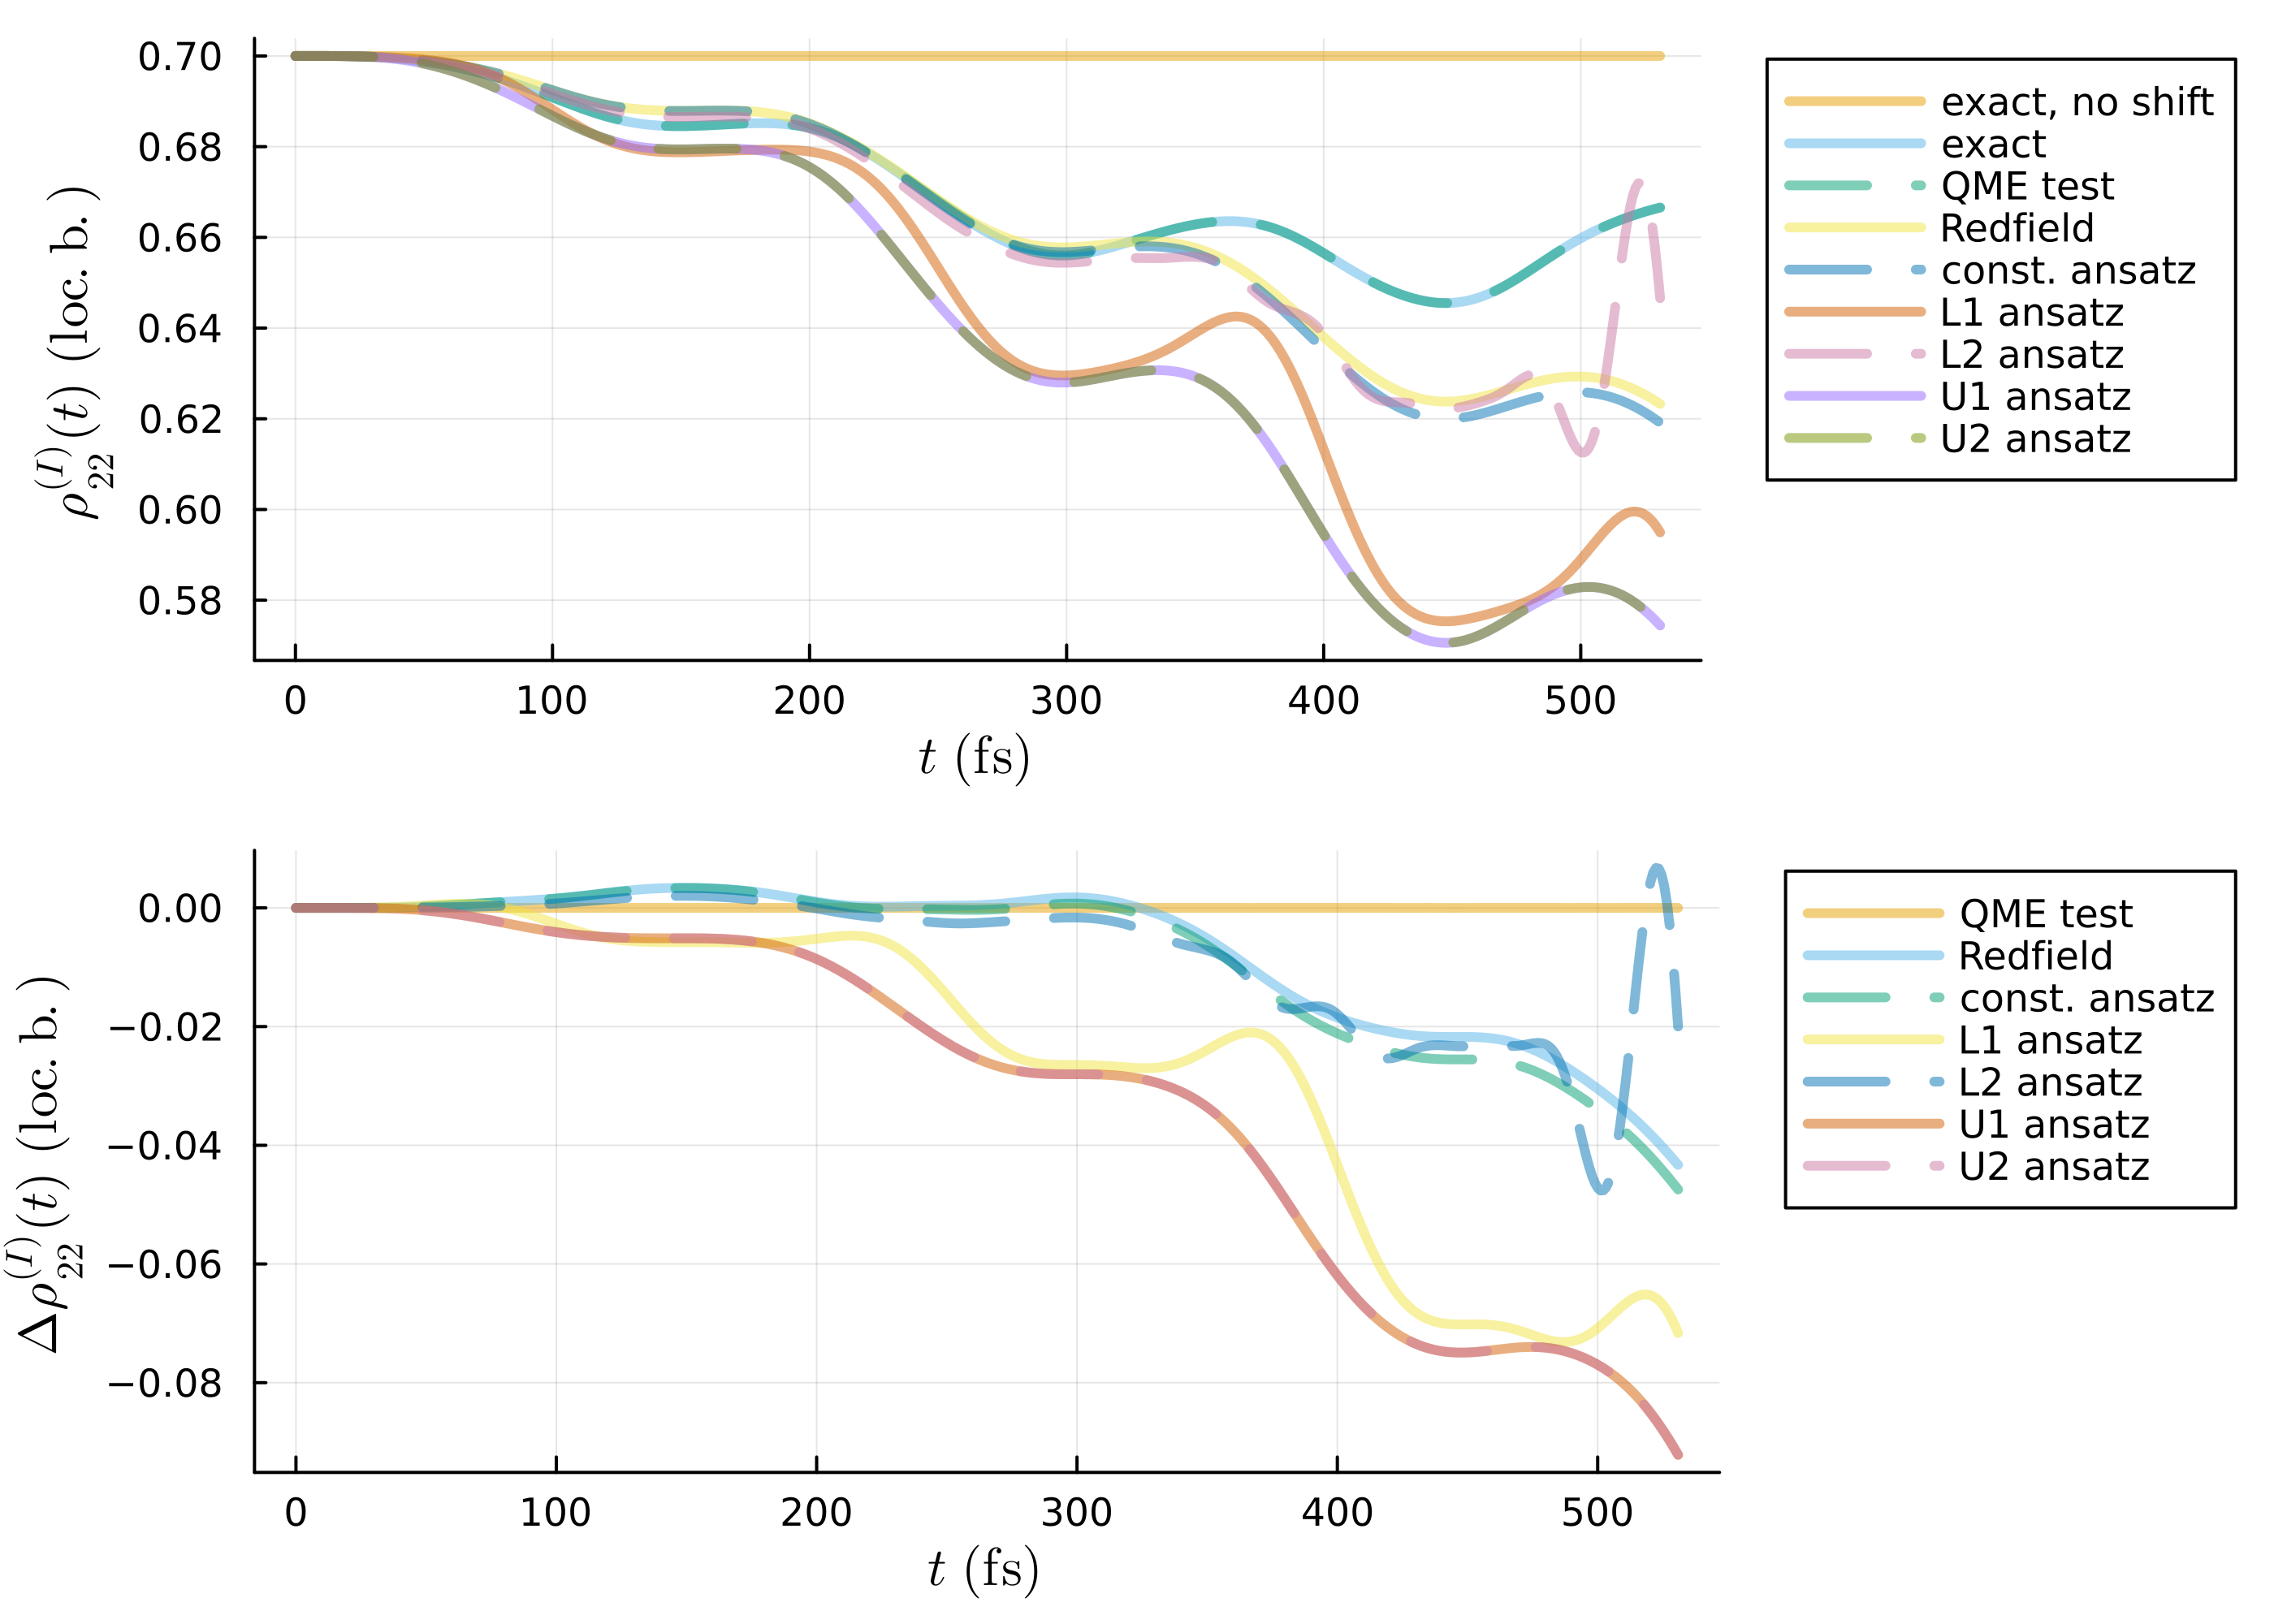 0.70
0.68
0.66
0.64
0.62
0.60
0.58
ρ₂₂⁽ᴵ⁾(t) (loc. b. )
0 100 200 300 400 500
t (fs)
exact, no shift
exact
QME test
Redfield
const. ansatz
L1 ansatz
L2 ansatz
U1 ansatz
U2 ansatz
0.00
−0.02
−0.04
−0.06
−0.08
Δρ₂₂⁽ᴵ⁾(t) (loc. b. )
0 100 200 300 400 500
t (fs)
QME test
Redfield
const. ansatz
L1 ansatz
L2 ansatz
U1 ansatz
U2 ansatz